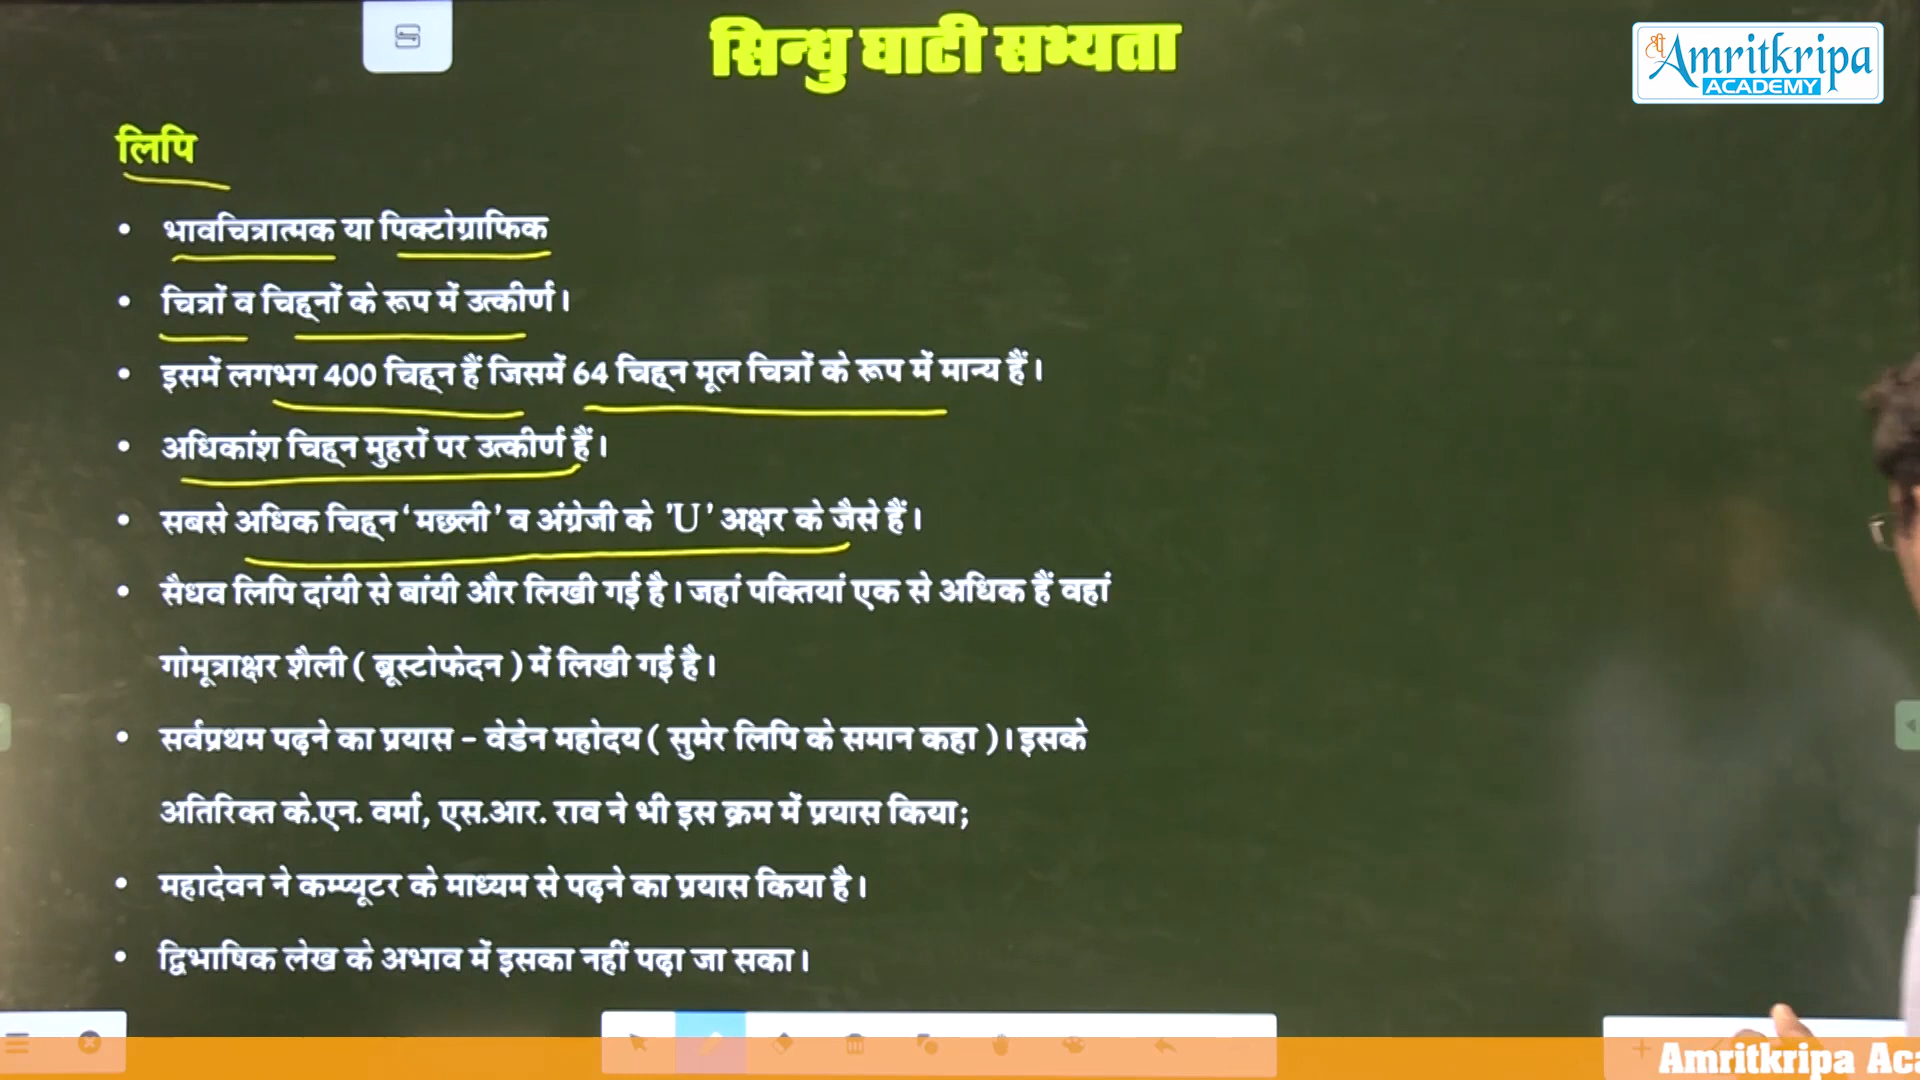 सिन्धु घाटी सभ्यता
श्री Amritkripa
ACADEMY
लिपि
• भावचित्रात्मक या पिक्टोग्राफिक
• चित्रों व चिह्नों के रूप में उत्कीर्ण।
• इसमें लगभग 400 चिह्न हैं जिसमें 64 चिह्न मूल चित्रों के रूप में मान्य हैं।
• अधिकांश चिह्न मुहरों पर उत्कीर्ण हैं।
• सबसे अधिक चिह्न ‘मछली’ व अंग्रेजी के ’U’ अक्षर के जैसे हैं।
• सैधव लिपि दांयी से बांयी और लिखी गई है। जहां पक्तियां एक से अधिक हैं वहां
गोमूत्राक्षर शैली ( ब्रूस्टोफेदन ) में लिखी गई है।
• सर्वप्रथम पढ़ने का प्रयास – वेडेन महोदय ( सुमेर लिपि के समान कहा )। इसके
अतिरिक्त के.एन. वर्मा, एस.आर. राव ने भी इस क्रम में प्रयास किया;
• महादेवन ने कम्प्यूटर के माध्यम से पढ़ने का प्रयास किया है।
• द्विभाषिक लेख के अभाव में इसका नहीं पढ़ा जा सका।
Amritkripa Aca